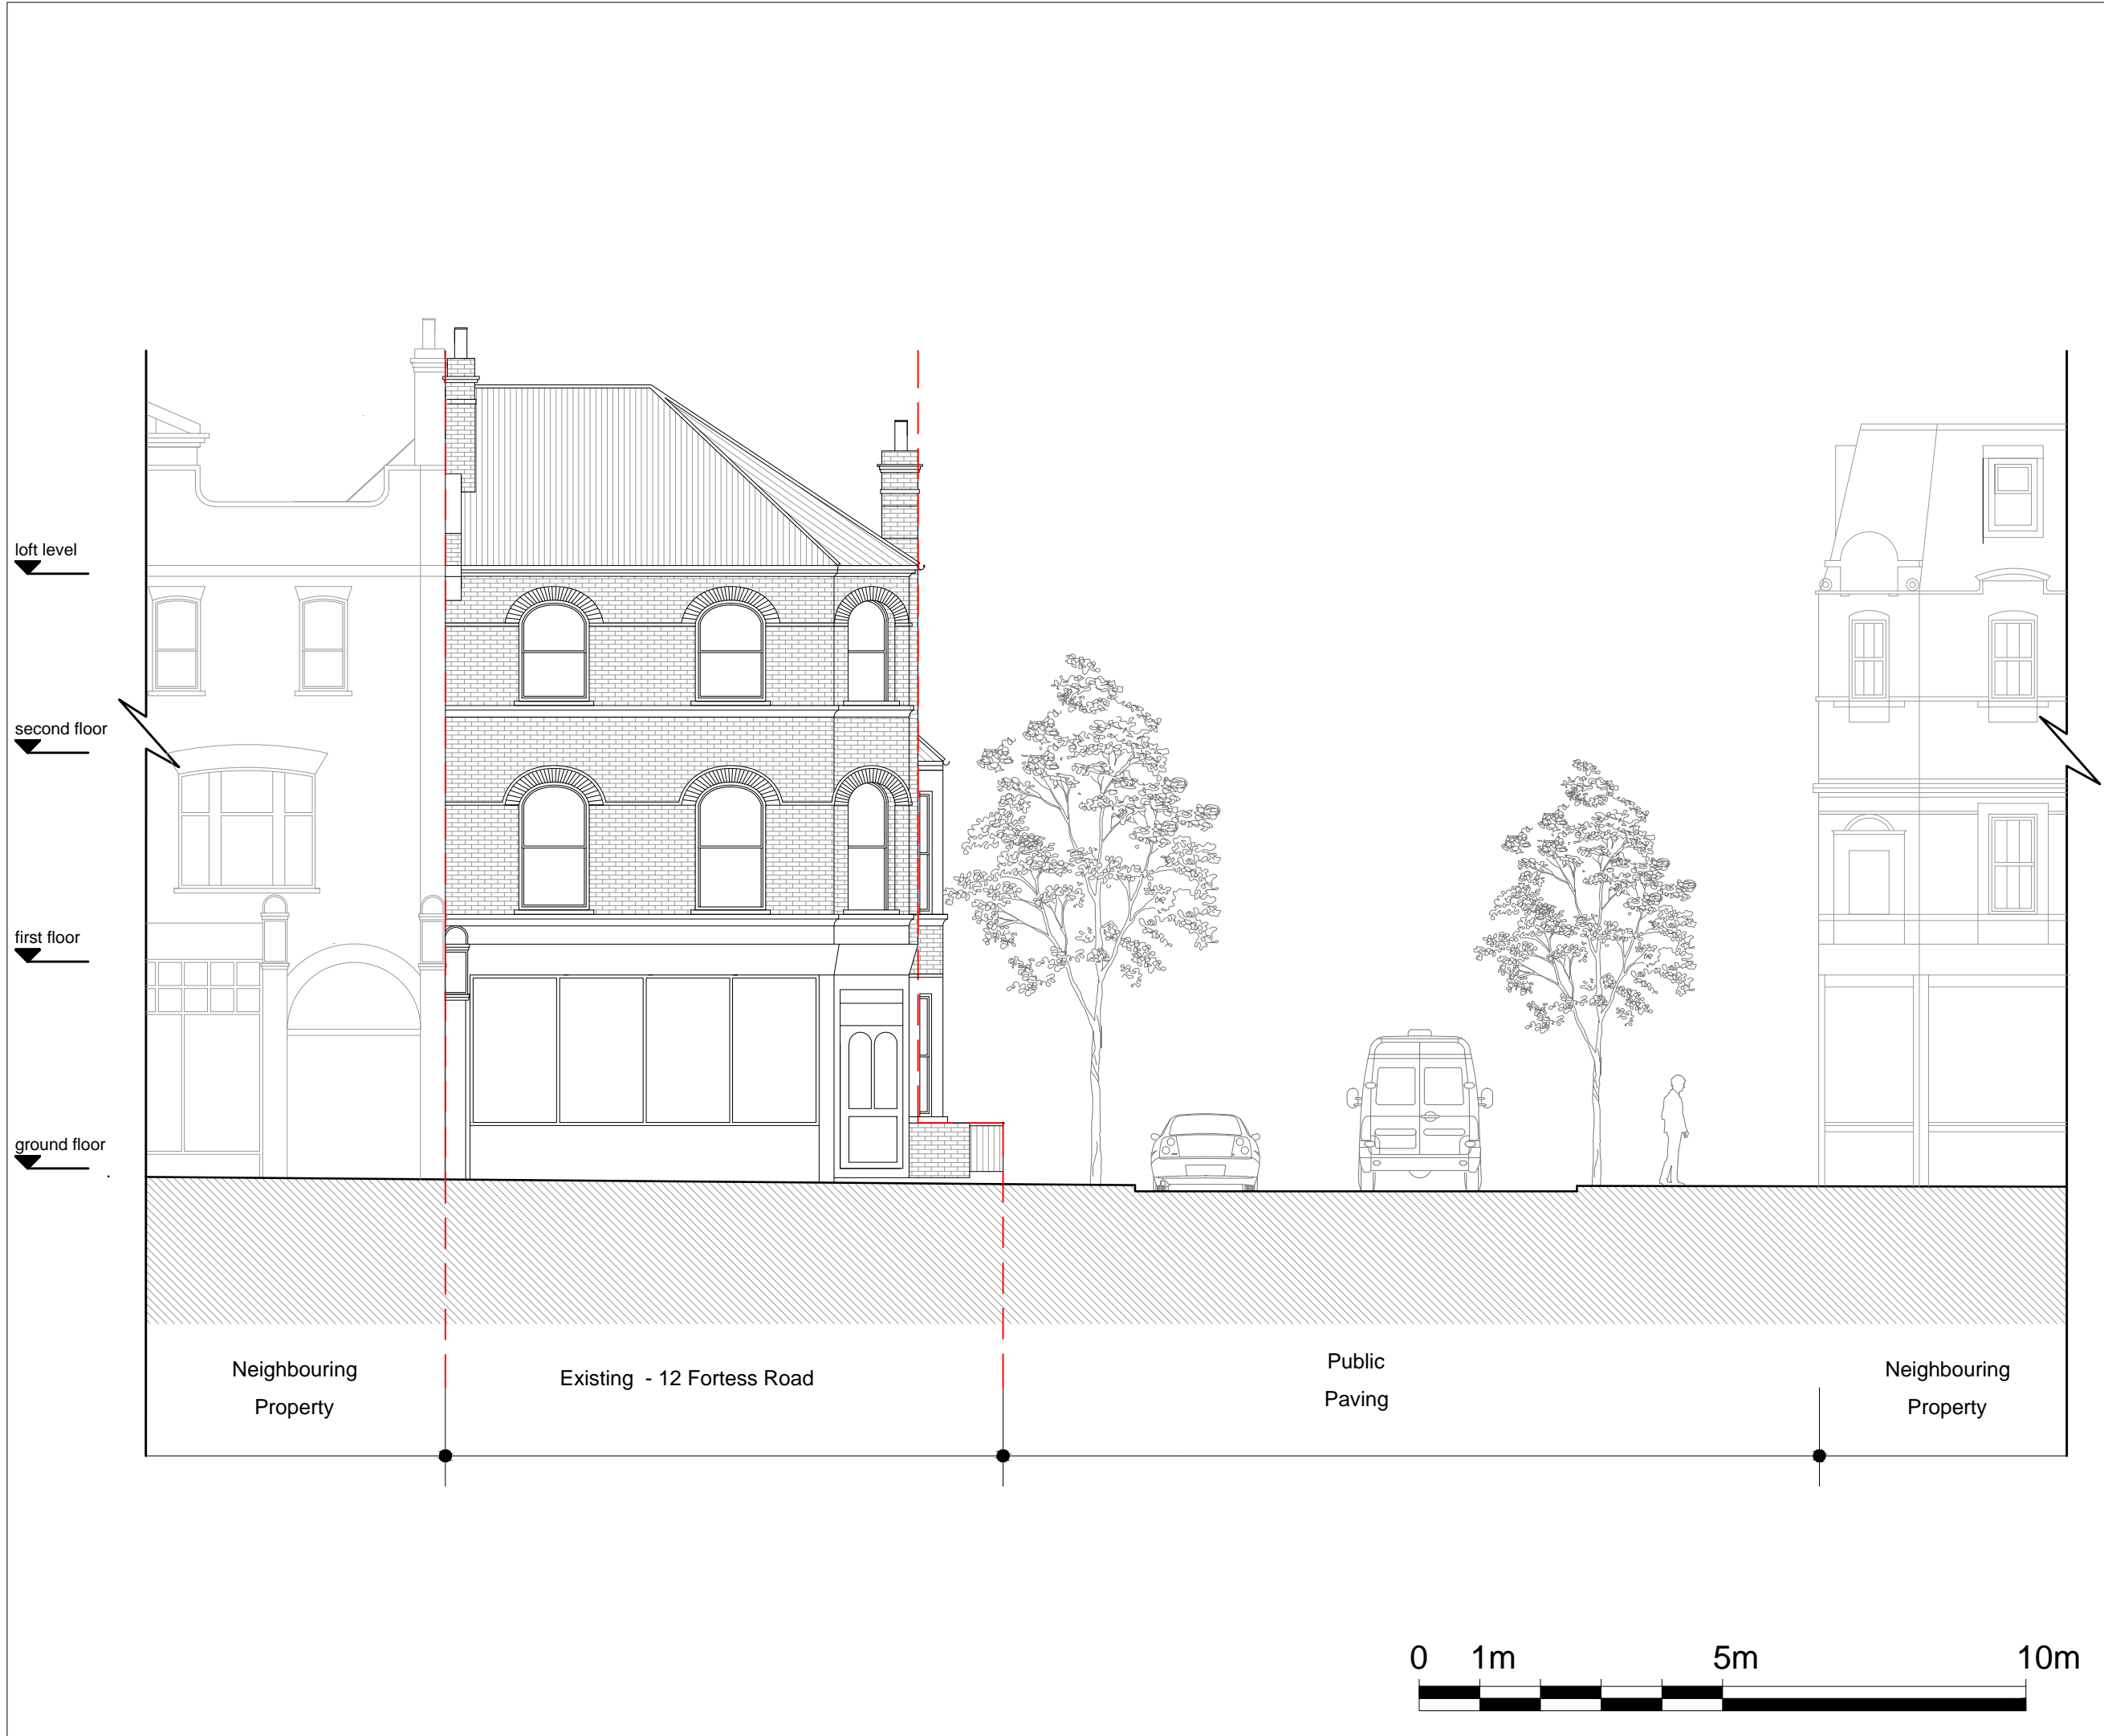 loft level
second floor
first floor
ground floor
Neighbouring
Property
Existing - 12 Fortess Road
Public
Paving
Neighbouring
Property
0 1m 5m 10m